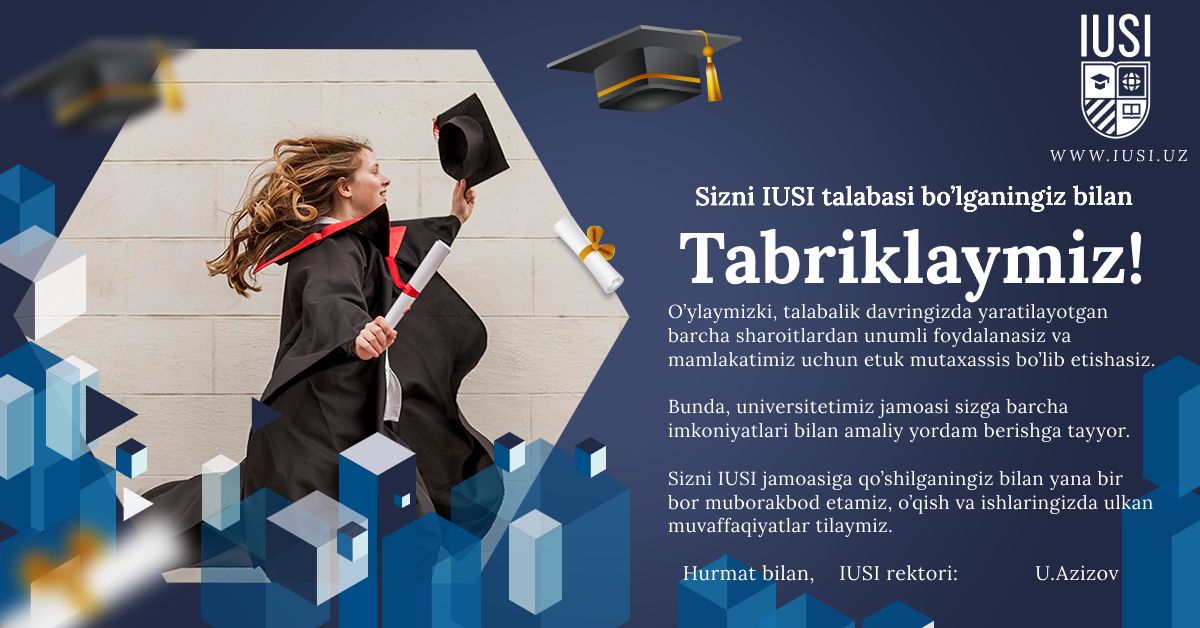 IUSI
WWW.IUSI.UZ
Sizni IUSI talabasi bo’lganingiz bilan
Tabriklaymiz!
O’ylaymizki, talabalik davringizda yaratilayotgan
barcha sharoitlardan unumli foydalanasiz va
mamlakatimiz uchun etuk mutaxassis bo’lib etishasiz.
Bunda, universitetimiz jamoasi sizga barcha
imkoniyatlari bilan amaliy yordam berishga tayyor.
Sizni IUSI jamoasiga qo’shilganingiz bilan yana bir
bor muborakbod etamiz, o’qish va ishlaringizda ulkan
muvaffaqiyatlar tilaymiz.
Hurmat bilan, IUSI rektori: U.Azizov